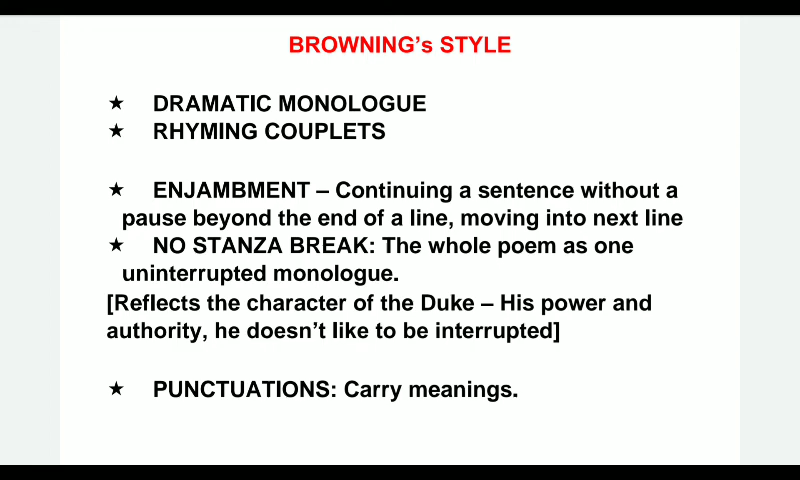 BROWNING's STYLE
★ DRAMATIC MONOLOGUE
★ RHYMING COUPLETS
★ ENJAMBMENT – Continuing a sentence without a
pause beyond the end of a line, moving into next line
★ NO STANZA BREAK: The whole poem as one
uninterrupted monologue.
[Reflects the character of the Duke – His power and
authority, he doesn't like to be interrupted]
★ PUNCTUATIONS: Carry meanings.